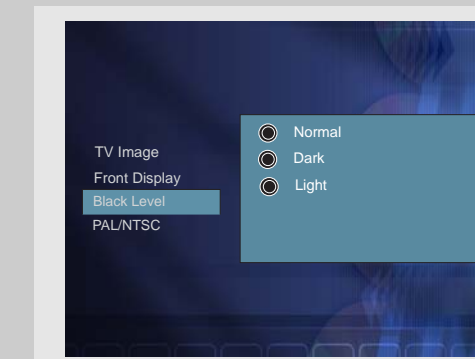 TV Image
Front Display
Black Level
PAL/NTSC
Normal
Dark
Light